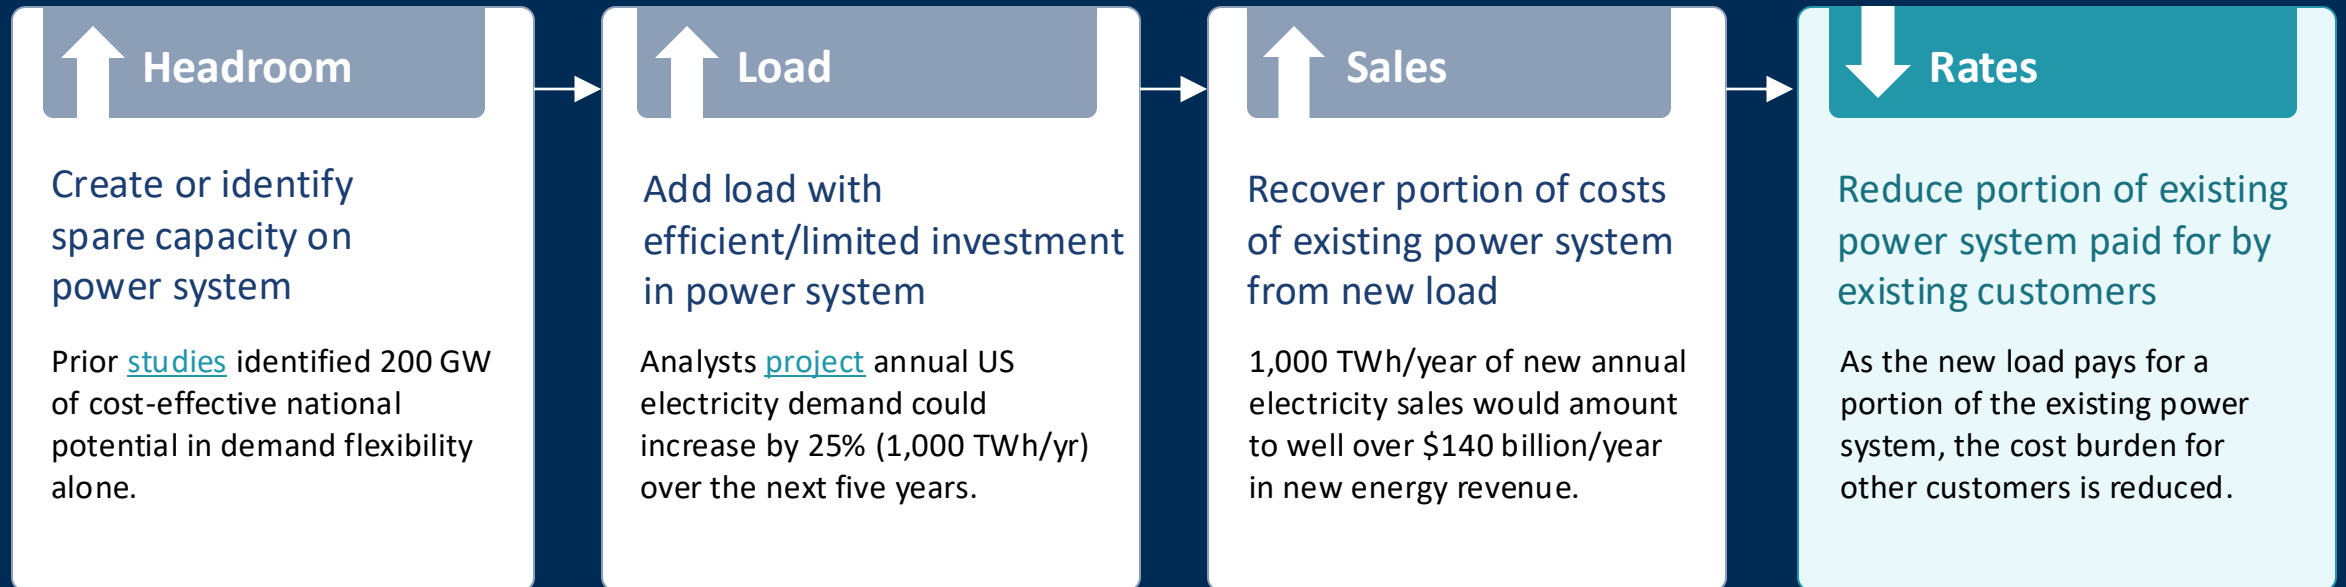 Headroom
Create or identify
spare capacity on
power system
Prior studies identified 200 GW
of cost-effective national
potential in demand flexibility
alone.
Load
Add load with
efficient/limited investment
in power system
Analysts project annual US
electricity demand could
increase by 25% (1,000 TWh/yr)
over the next five years.
Sales
Recover portion of costs
of existing power system
from new load
1,000 TWh/year of new annual
electricity sales would amount
to well over $140 billion/year
in new energy revenue.
Rates
Reduce portion of existing
power system paid for by
existing customers
As the new load pays for a
portion of the existing power
system, the cost burden for
other customers is reduced.